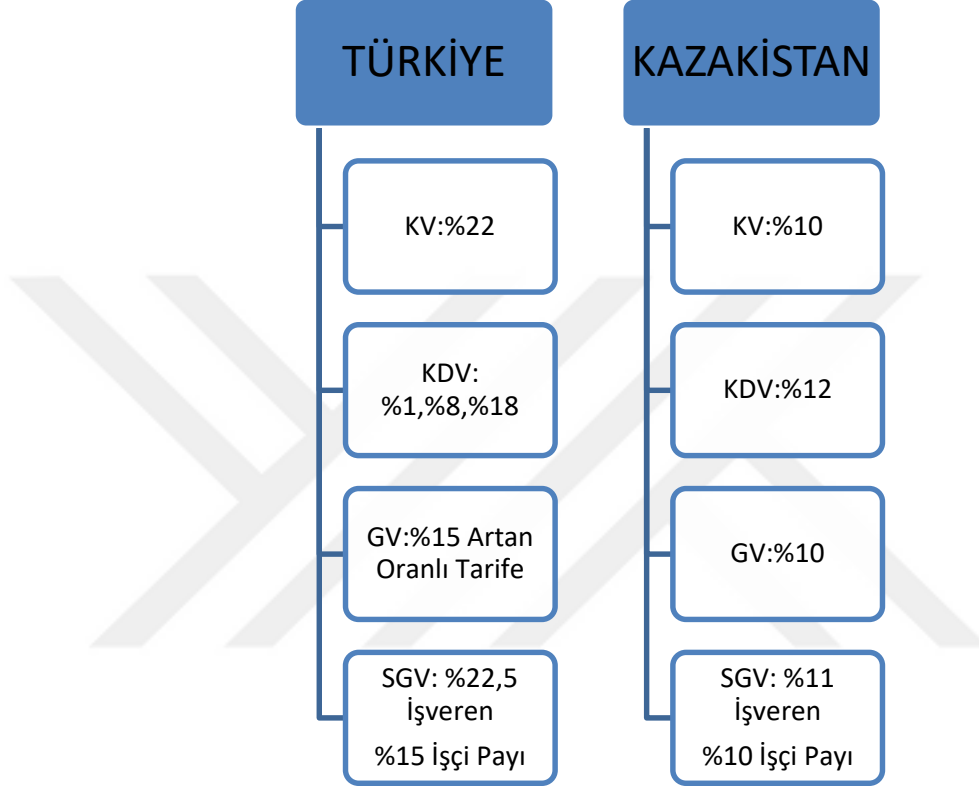 TÜRKİYE
KV:%22
KDV:
%1,%8,%18
GV:%15 Artan
Oranlı Tarife
SGV: %22,5
İşveren
%15 İşçi Payı
KAZAKİSTAN
KV:%10
KDV:%12
GV:%10
SGV: %11
İşveren
%10 İşçi Payı